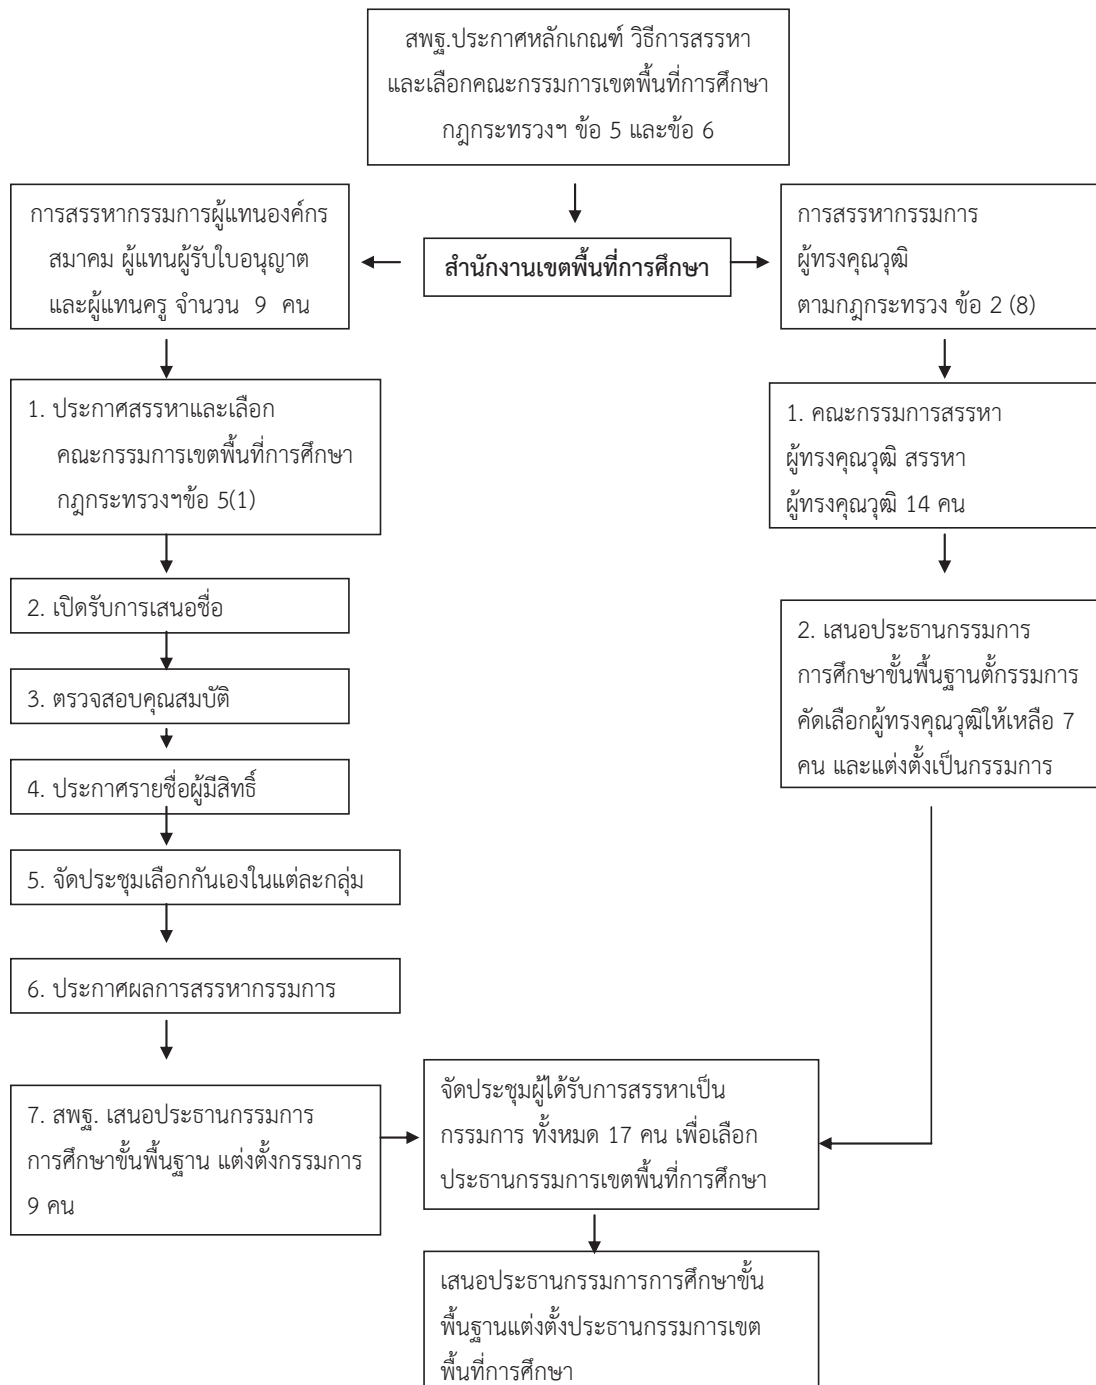 สพฐ.ประกาศหลักเกณฑ์ วิธีการสรรหา
และเลือกคณะกรรมการเขตพื้นที่การศึกษา
กฎกระทรวงฯ ข้อ 5 และข้อ 6
การสรรหากรรมการผู้แทนองค์กร
สมาคม ผู้แทนผู้รับใบอนุญาต
และผู้แทนครู จำนวน 9 คน
สำนักงานเขตพื้นที่การศึกษา
การสรรหากรรมการ
ผู้ทรงคุณวุฒิ
ตามกฎกระทรวง ข้อ 2 (8)
1. ประกาศสรรหาและเลือก
คณะกรรมการเขตพื้นที่การศึกษา
กฎกระทรวงฯข้อ 5(1)
2. เปิดรับการเสนอชื่อ
3. ตรวจสอบคุณสมบัติ
4. ประกาศรายชื่อผู้มีสิทธิ์
5. จัดประชุมเลือกกันเองในแต่ละกลุ่ม
6. ประกาศผลการสรรหากรรมการ
7. สพฐ. เสนอประธานกรรมการ
การศึกษาขั้นพื้นฐาน แต่งตั้งกรรมการ
9 คน
1. คณะกรรมการสรรหา
ผู้ทรงคุณวุฒิ สรรหา
ผู้ทรงคุณวุฒิ 14 คน
2. เสนอประธานกรรมการ
การศึกษาขั้นพื้นฐานตั้กรรมการ
คัดเลือกผู้ทรงคุณวุฒิให้เหลือ 7
คน และแต่งตั้งเป็นกรรมการ
จัดประชุมผู้ได้รับการสรรหาเป็น
กรรมการ ทั้งหมด 17 คน เพื่อเลือก
ประธานกรรมการเขตพื้นที่การศึกษา
เสนอประธานกรรมการการศึกษาขั้น
พื้นฐานแต่งตั้งประธานกรรมการเขต
พื้นที่การศึกษา